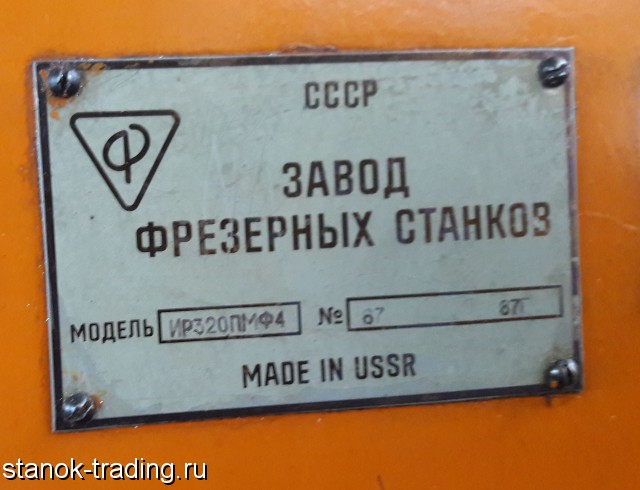 СССР
Ф
ЗАВОД
ФРЕЗЕРНЫХ СТАНКОВ
МОДЕЛЬ ИР320ПМФ4 № 67 87Г
MADE IN USSR
stanok-trading.ru